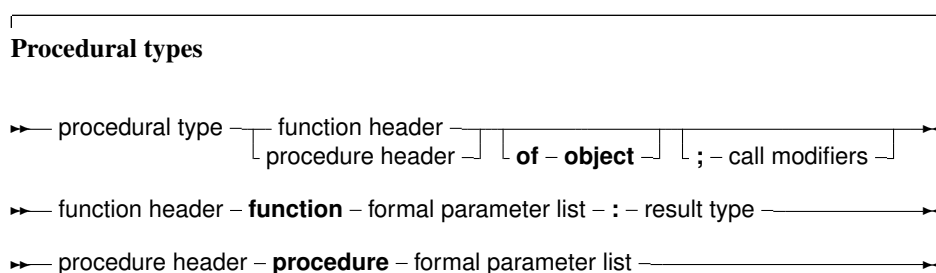 Procedural types
procedural type function header
procedure header of – object ; – call modifiers
function header – function – formal parameter list – : – result type
procedure header – procedure – formal parameter list